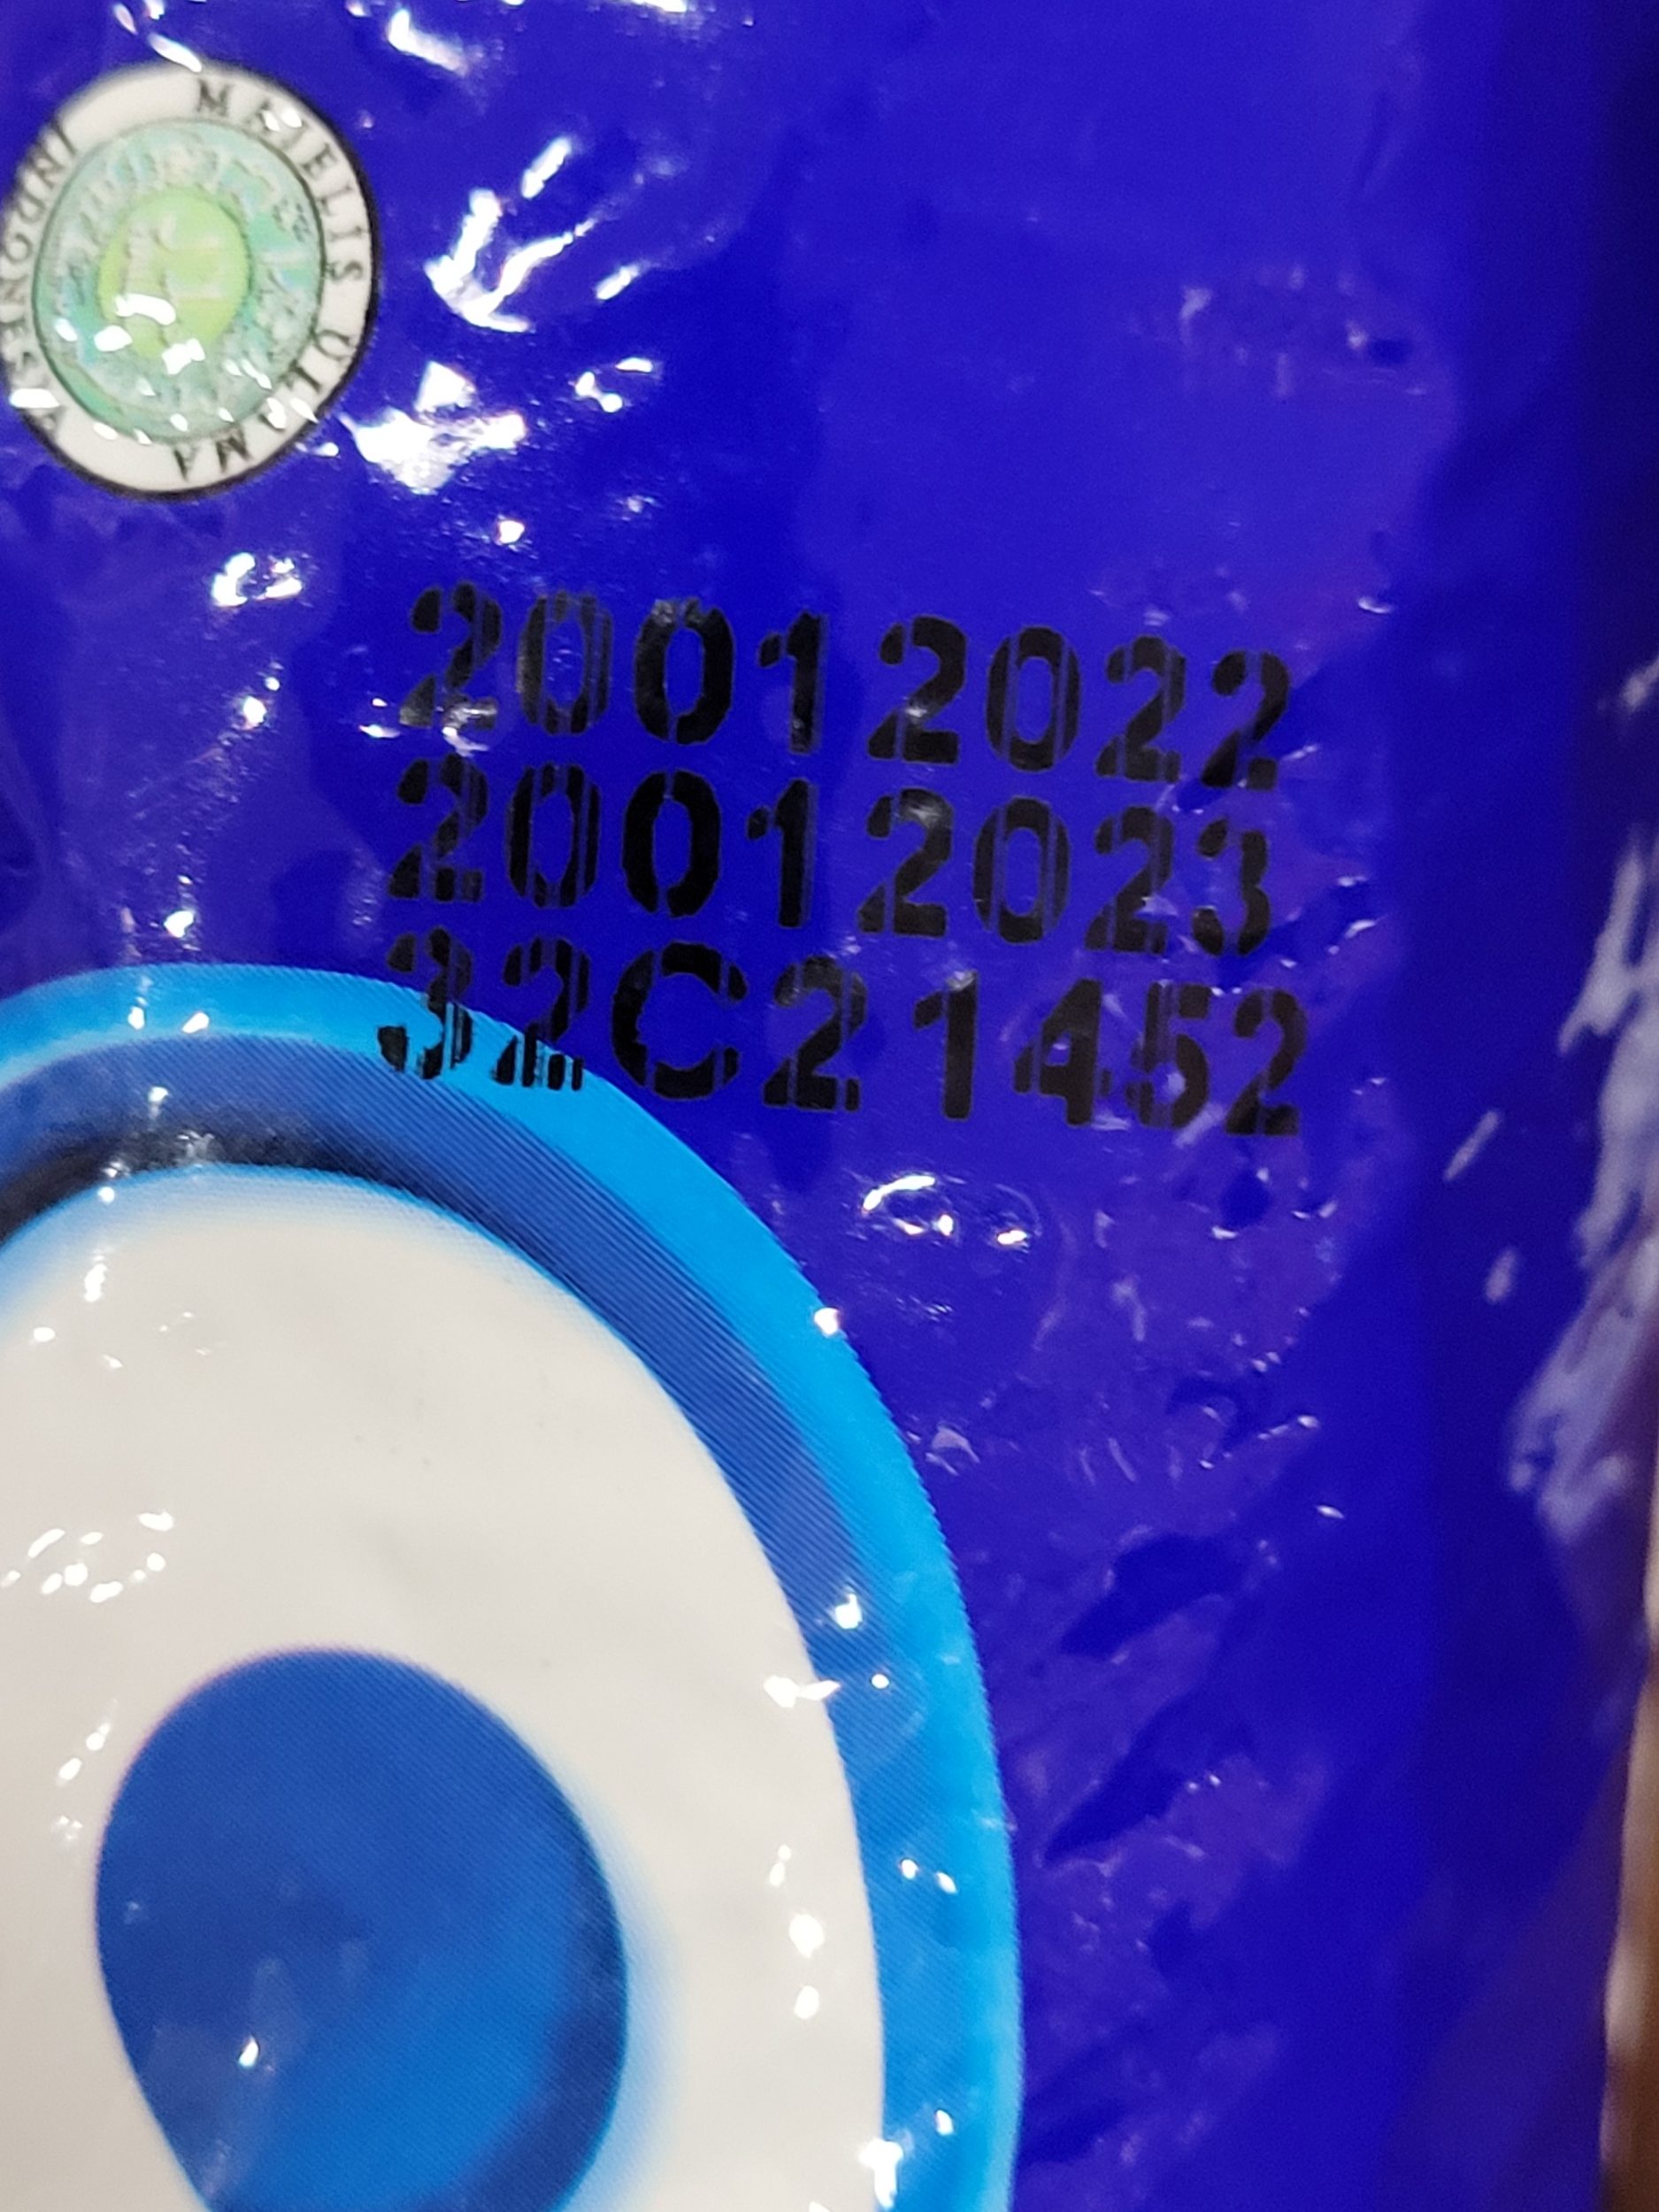 MAJELIS ULAMA INDONESIA
20012022
20012023
32C21452